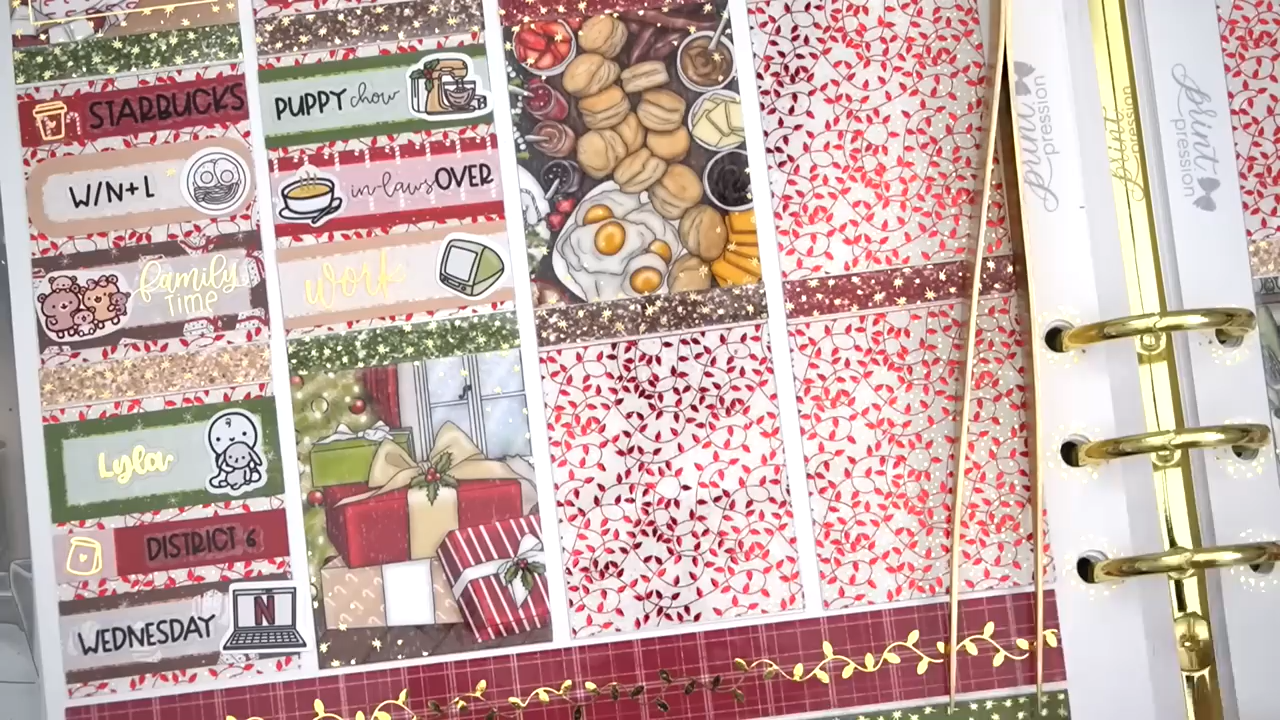 STARBUCKS
W/N+L
family
TIME
Lyla
DISTRICT 6
WEDNESDAY
N
PUPPY chow
in-laws OVER
work
print
pression
print
pression
print
pression